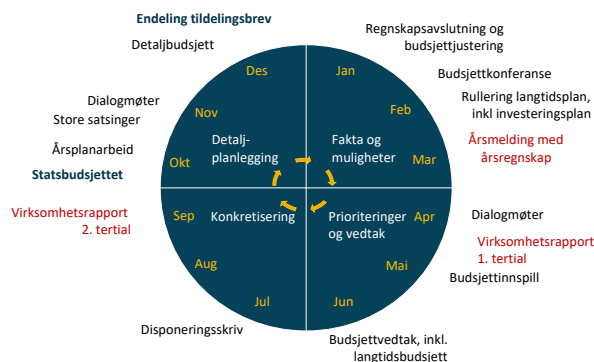 Endeling tildelingsbrev
Detaljbudsjett
Regnskapsavslutning og
budsjettjustering
Budsjettkonferanse
Rullering langtidsplan,
inkl investeringsplan
Årsmelding med
årsregnskap
Dialogmøter
Store satsinger
Årsplanarbeid
Statsbudsjettet
Virksomhetsrapport
2. tertial
Disponeringsskriv
Dialogmøter
Virksomhetsrapport
1. tertial
Budsjettinnspill
Budsjettvedtak, inkl.
langtidsbudsjett
Des
Jan
Nov
Feb
Okt
Mar
Detalj-
planlegging
Fakta og
muligheter
Sep
Konkretisering
Prioriteringer
og vedtak
Apr
Aug
Mai
Jul
Jun